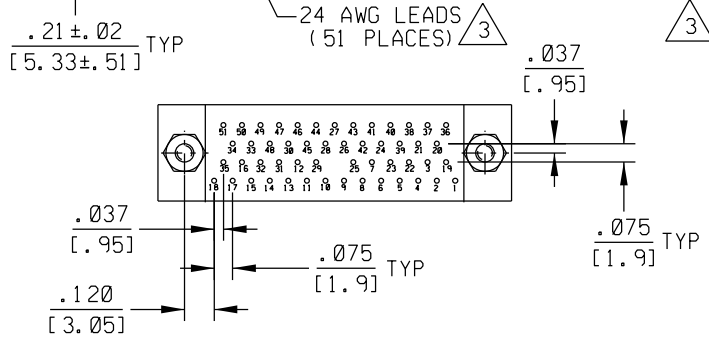 24 AWG LEADS
(51 PLACES)
3
3
.21±.02
[5.33±.51]
TYP
.037
[.95]
51 50 49 47 46 44 27 43 41 40 38 37 36
34 33 48 30 45 28 26 42 24 39 21 20
35 16 32 31 12 29 25 7 23 22 3 19
18 17 15 14 13 11 10 9 8 6 5 4 2 1
.037
[.95]
.075
[1.9]
TYP
.075
[1.9]
TYP
.120
[3.05]